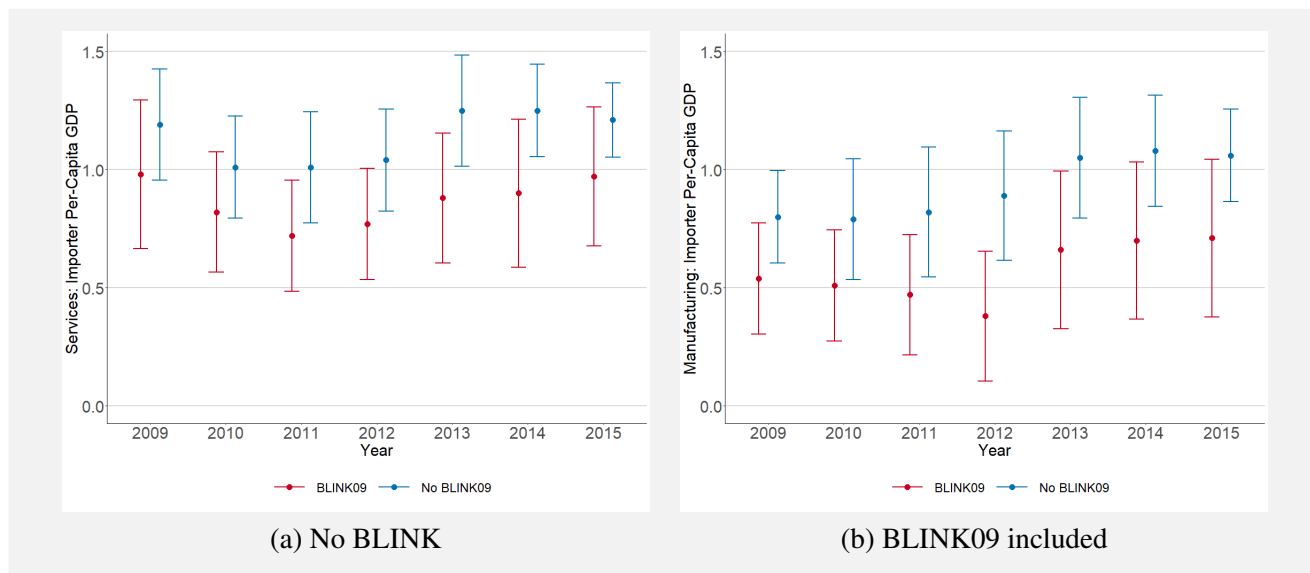 Services: Importer Per-Capita GDP
1.5
1.0
0.5
0.0
2009 2010 2011 2012 2013 2014 2015
Year
BLINK09 No BLINK09
(a) No BLINK
Manufacturing: Importer Per-Capita GDP
1.5
1.0
0.5
0.0
2009 2010 2011 2012 2013 2014 2015
Year
BLINK09 No BLINK09
(b) BLINK09 included